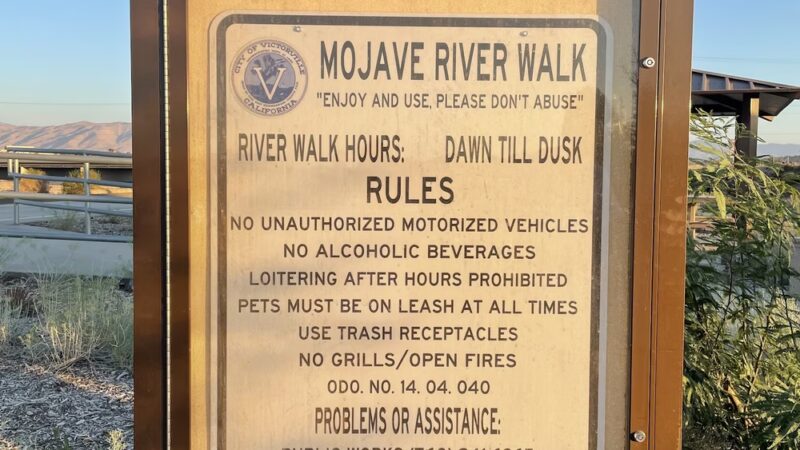 CITY OF VICTORVILLE
V
CALIFORNIA
MOJAVE RIVER WALK
"ENJOY AND USE, PLEASE DON'T ABUSE"
RIVER WALK HOURS: DAWN TILL DUSK
RULES
NO UNAUTHORIZED MOTORIZED VEHICLES
NO ALCOHOLIC BEVERAGES
LOITERING AFTER HOURS PROHIBITED
PETS MUST BE ON LEASH AT ALL TIMES
USE TRASH RECEPTACLES
NO GRILLS/OPEN FIRES
ODO. NO. 14. 04. 040
PROBLEMS OR ASSISTANCE:
PUBLIC WORKS